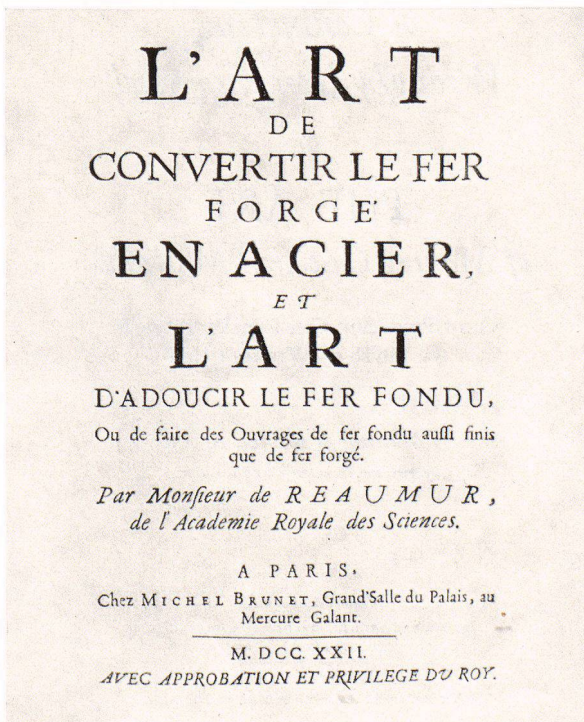 L'ART
DE
CONVERTIR LE FER
FORGE'
EN ACIER,
ET
L'ART
D'ADOUCIR LE FER FONDU,
Ou de faire des Ouvrages de fer fondu auſſi finis
que de fer forgé.
Par Monſieur de REAUMUR,
de l'Academie Royale des Sciences.
A PARIS,
Chez MICHEL BRUNET, Grand'Salle du Palais, au
Mercure Galant.
M. DCC. XXII.
AVEC APPROBATION ET PRIVILEGE DV ROY.